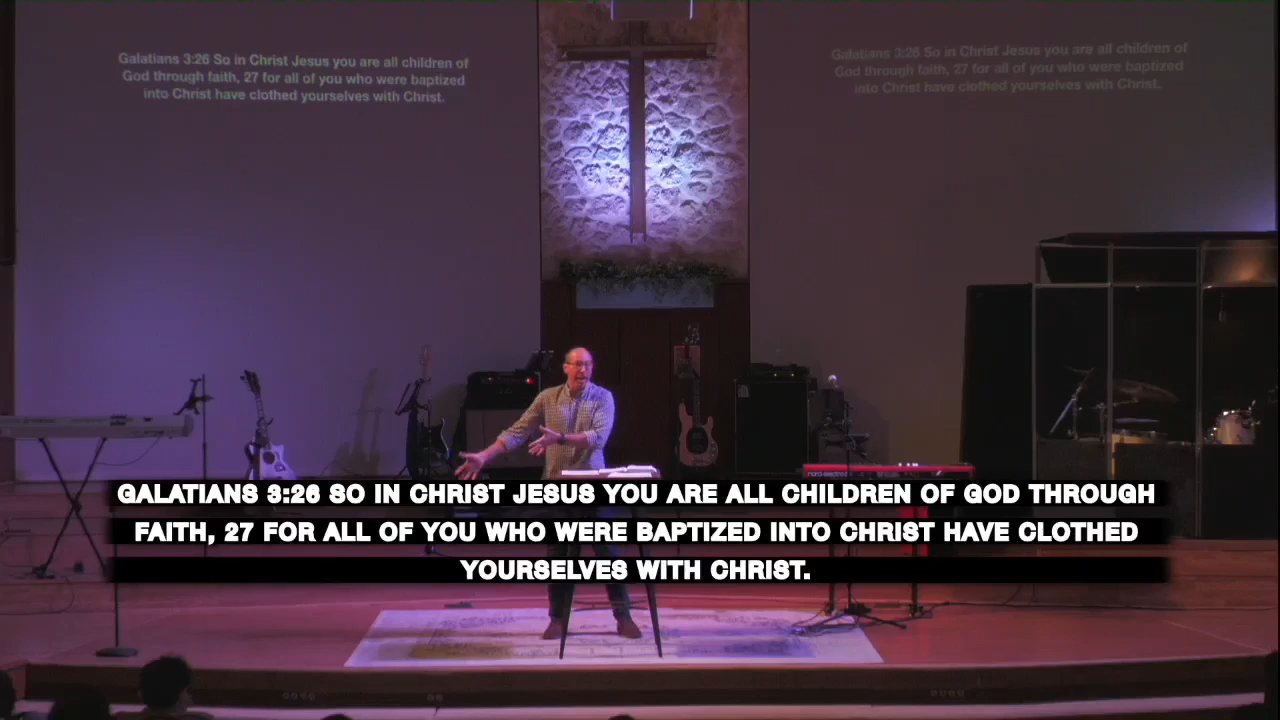 Galatians 3:26 So in Christ Jesus you are all children of
God through faith, 27 for all of you who were baptized
into Christ have clothed yourselves with Christ.
Galatians 3:26 So in Christ Jesus you are all children of
God through faith, 27 for all of you who were baptized
into Christ have clothed yourselves with Christ.
GALATIANS 3:26 SO IN CHRIST JESUS YOU ARE ALL CHILDREN OF GOD THROUGH
FAITH, 27 FOR ALL OF YOU WHO WERE BAPTIZED INTO CHRIST HAVE CLOTHED
YOURSELVES WITH CHRIST.